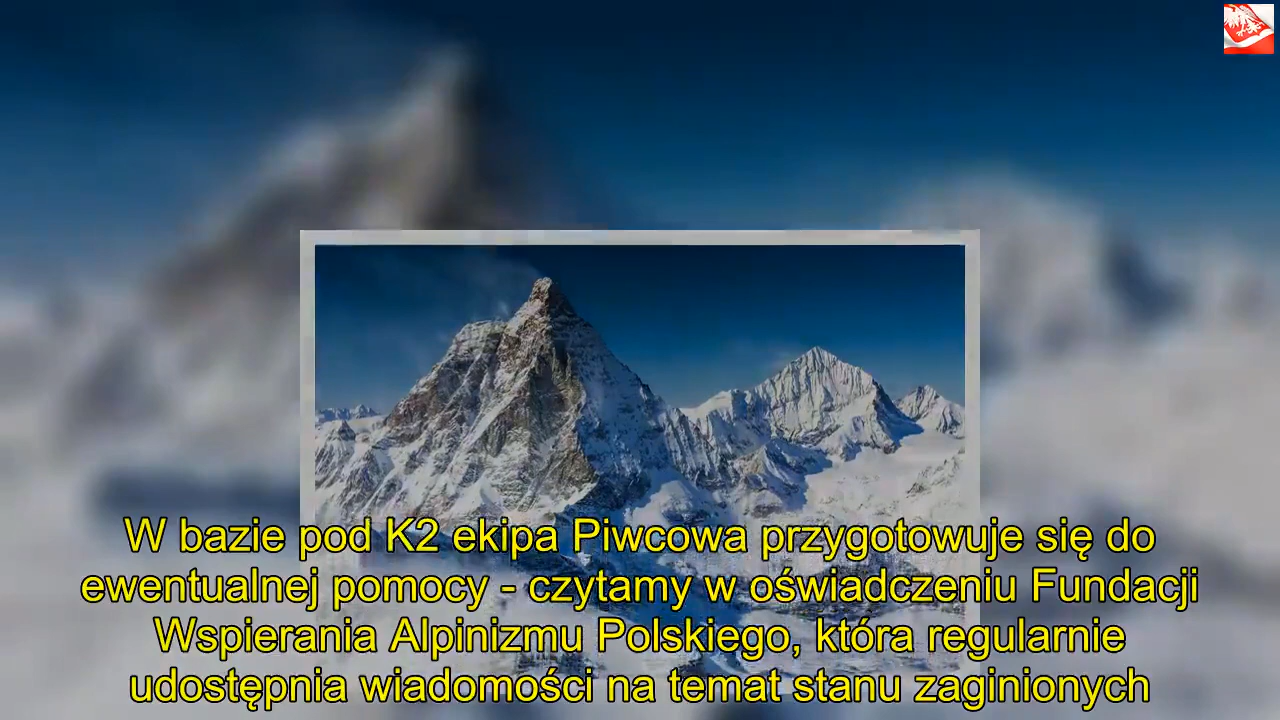 W bazie pod K2 ekipa Piwcowa przygotowuje się do
ewentualnej pomocy - czytamy w oświadczeniu Fundacji
Wspierania Alpinizmu Polskiego, która regularnie
udostępnia wiadomości na temat stanu zaginionych